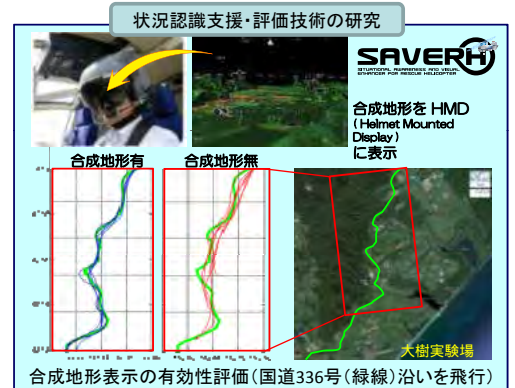 状況認識支援・評価技術の研究
SAVERH
SITUATIONAL AWARENESS AND VISUAL
ENHANCER FOR RESCUE HELICOPTER
合成地形を HMD
( Helmet Mounted
Display )
に表示
合成地形有
合成地形無
大樹実験場
合成地形表示の有効性評価(国道336号(緑線)沿いを飛行)